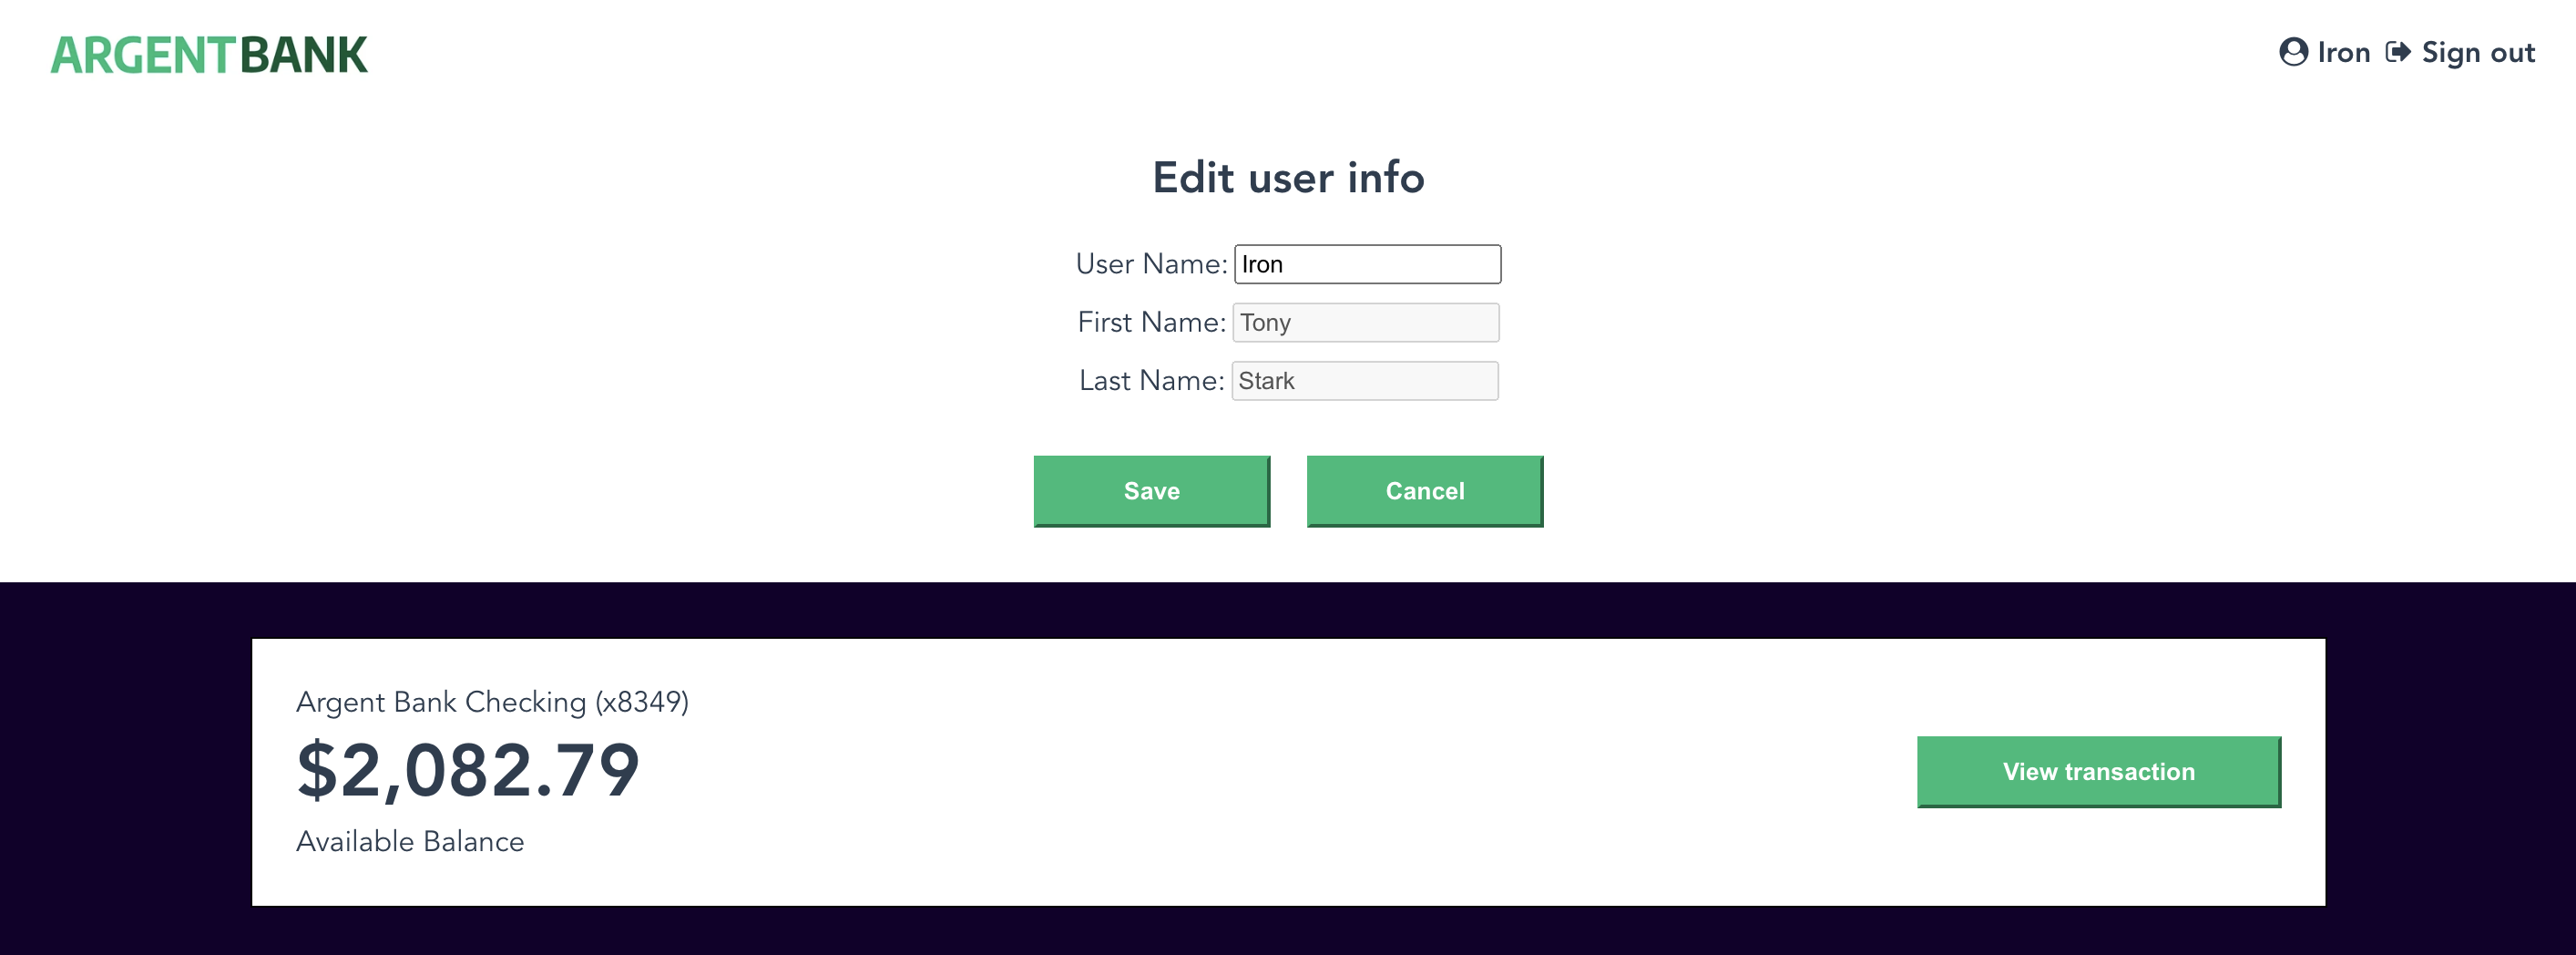 ARGENTBANK
Iron Sign out
Edit user info
User Name: Iron
First Name: Tony
Last Name: Stark
Save Cancel
Argent Bank Checking (x8349)
$2,082.79
Available Balance
View transaction